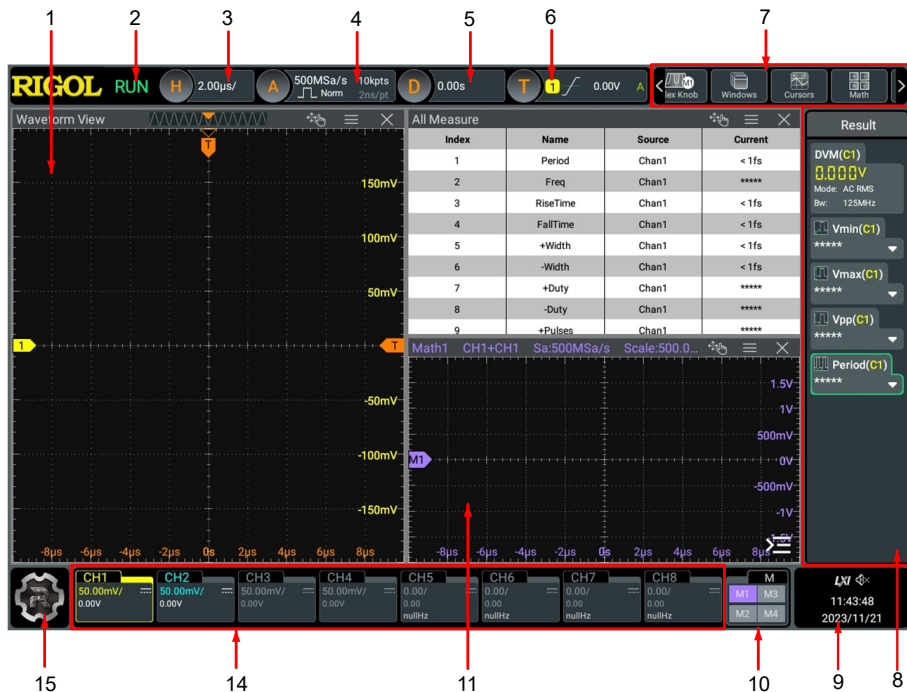 1 2 3 4 5 6 7
RIGOL RUN H 2.00µs/ A 500MSa/s 10kpts D 0.00s T 1 0.00V A
Norm 2ns/pt
lex Knob Windows Cursors Math
Waveform View
T
150mV
100mV
50mV
1 T
-50mV
-100mV
-150mV
-8µs -6µs -4µs -2µs 0s 2µs 4µs 6µs 8µs
All Measure
Index Name Source Current
1 Period Chan1 < 1fs
2 Freq Chan1 *****
3 RiseTime Chan1 < 1fs
4 FallTime Chan1 < 1fs
5 +Width Chan1 < 1fs
6 -Width Chan1 < 1fs
7 +Duty Chan1 *****
8 -Duty Chan1 *****
9 +Pulses Chan1 *****
Math1 CH1+CH1 Sa:500MSa/s Scale:500.0...
1.5V
1V
500mV
M1 0V
-500mV
-1V
-1.5V
-8µs -6µs -4µs -2µs 0s 2µs 4µs 6µs 8µs
Result
DVM(C1)
0.000V
Mode: AC RMS
Bw: 125MHz
Vmin(C1)
*****
Vmax(C1)
*****
Vpp(C1)
*****
Period(C1)
*****
CH1 CH2 CH3 CH4 CH5 CH6 CH7 CH8
50.00mV/ 50.00mV/ 50.00mV/ 50.00mV/ 0.00/ 0.00/ 0.00/ 0.00/
0.00V 0.00V 0.00V 0.00V 0.00 0.00 0.00 0.00
nullHz nullHz nullHz nullHz
M
M1 M3
M2 M4
LXI
11:43:48
2023/11/21
15 14 11 10 9 8